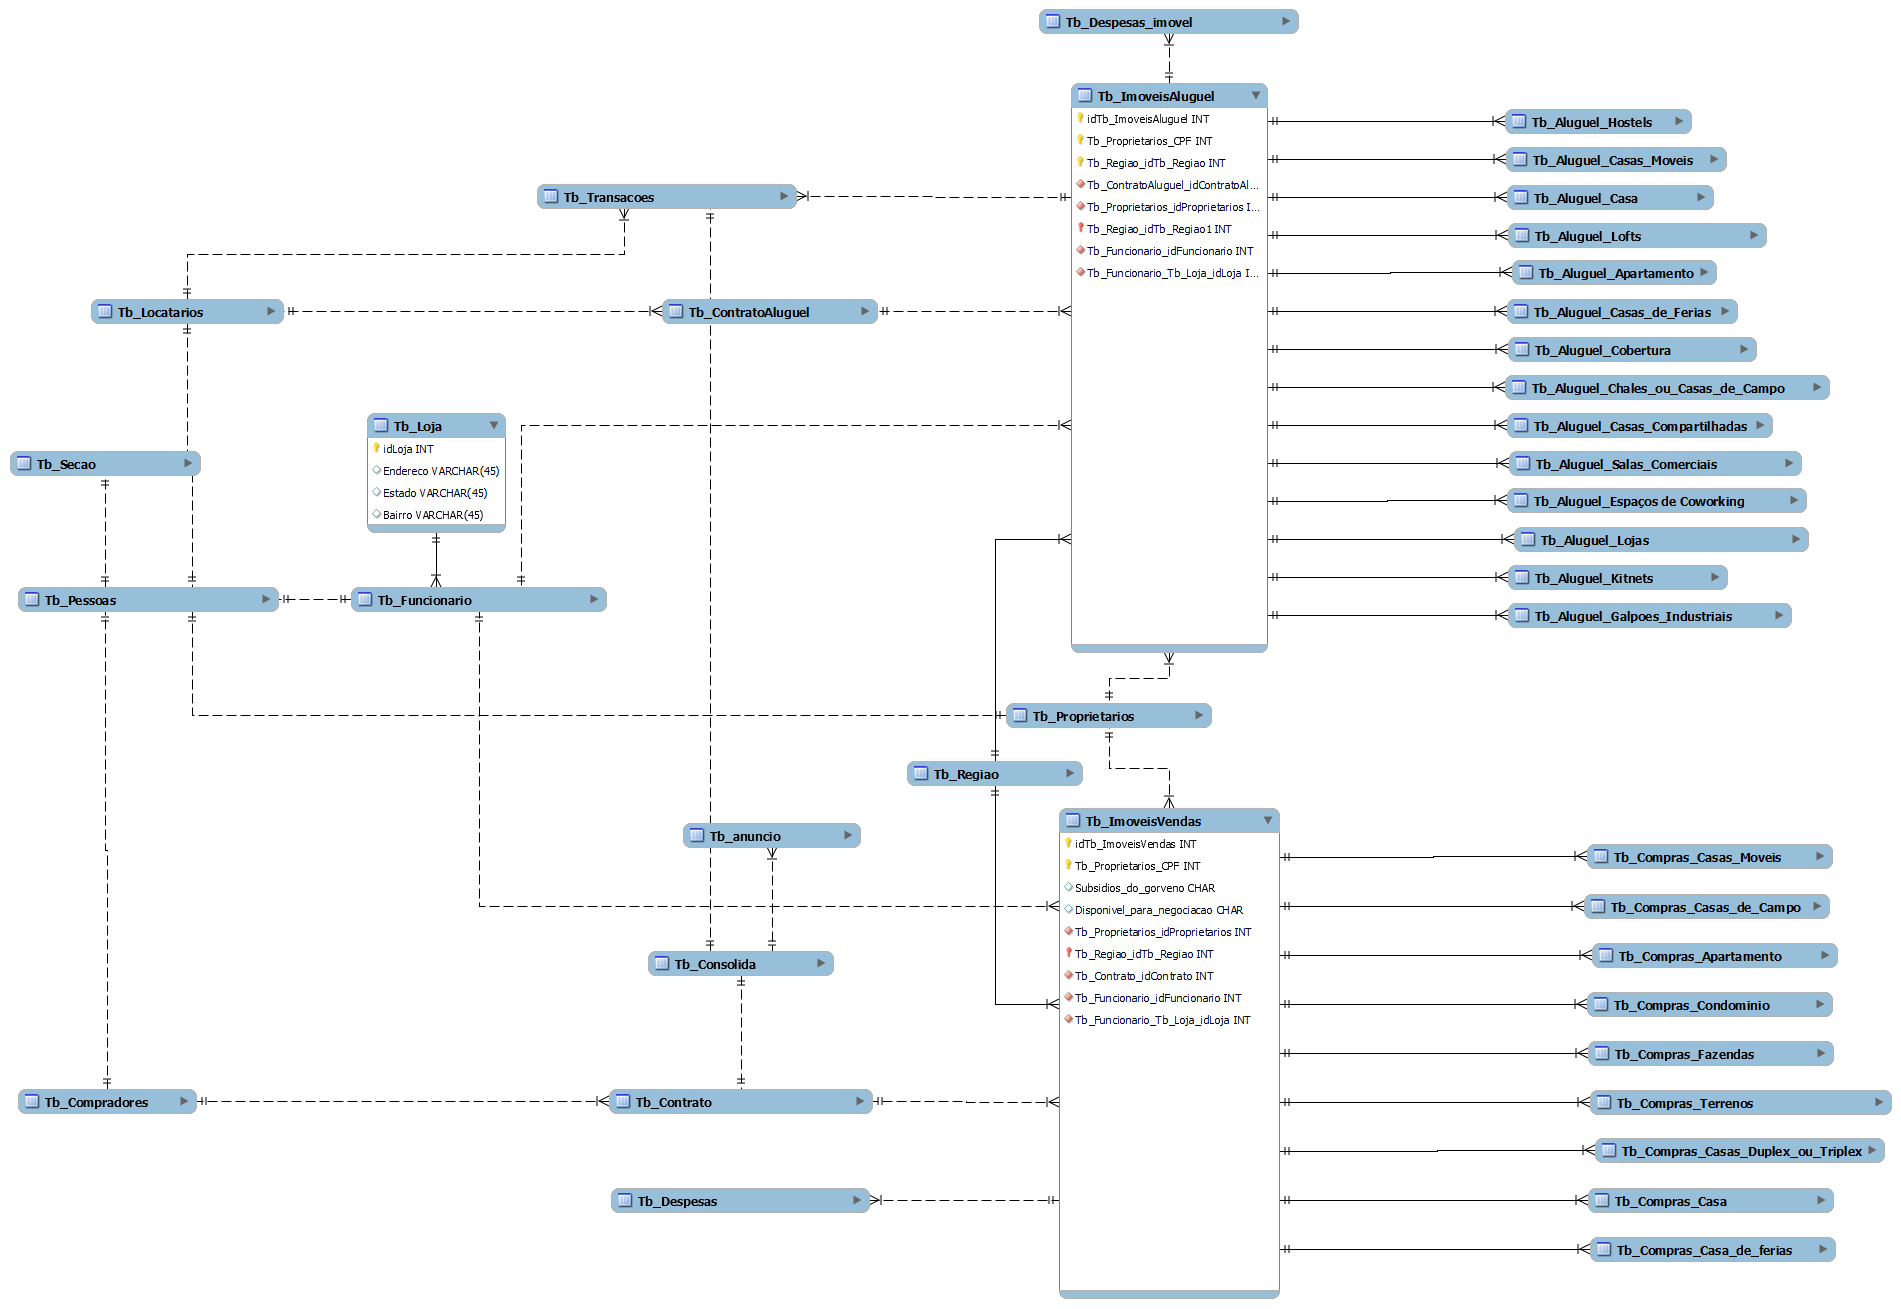 Tb_Despesas_imovel
Tb_ImoveisAluguel
idTb_ImoveisAluguel INT
Tb_Proprietarios_CPF INT
Tb_Regiao_idTb_Regiao INT
Tb_ContratoAluguel_idContratoAl...
Tb_Proprietarios_idProprietarios I...
Tb_Regiao_idTb_Regiao1 INT
Tb_Funcionario_idFuncionario INT
Tb_Funcionario_Tb_Loja_idLoja I...
Tb_Aluguel_Hostels
Tb_Aluguel_Casas_Moveis
Tb_Aluguel_Casa
Tb_Aluguel_Lofts
Tb_Aluguel_Apartamento
Tb_Aluguel_Casas_de_Ferias
Tb_Aluguel_Cobertura
Tb_Aluguel_Chales_ou_Casas_de_Campo
Tb_Aluguel_Casas_Compartilhadas
Tb_Aluguel_Salas_Comerciais
Tb_Aluguel_Espaços de Coworking
Tb_Aluguel_Lojas
Tb_Aluguel_Kitnets
Tb_Aluguel_Galpoes_Industriais
Tb_Transacoes
Tb_Locatarios
Tb_ContratoAluguel
Tb_Loja
idLoja INT
Endereco VARCHAR(45)
Estado VARCHAR(45)
Bairro VARCHAR(45)
Tb_Secao
Tb_Pessoas
Tb_Funcionario
Tb_Proprietarios
Tb_Regiao
Tb_anuncio
Tb_Consolida
Tb_ImoveisVendas
idTb_ImoveisVendas INT
Tb_Proprietarios_CPF INT
Subsidios_do_gorveno CHAR
Disponivel_para_negociacao CHAR
Tb_Proprietarios_idProprietarios INT
Tb_Regiao_idTb_Regiao INT
Tb_Contrato_idContrato INT
Tb_Funcionario_idFuncionario INT
Tb_Funcionario_Tb_Loja_idLoja INT
Tb_Compras_Casas_Moveis
Tb_Compras_Casas_de_Campo
Tb_Compras_Apartamento
Tb_Compras_Condominio
Tb_Compras_Fazendas
Tb_Compras_Terrenos
Tb_Compras_Casas_Duplex_ou_Triplex
Tb_Compras_Casa
Tb_Compras_Casa_de_ferias
Tb_Compradores
Tb_Contrato
Tb_Despesas